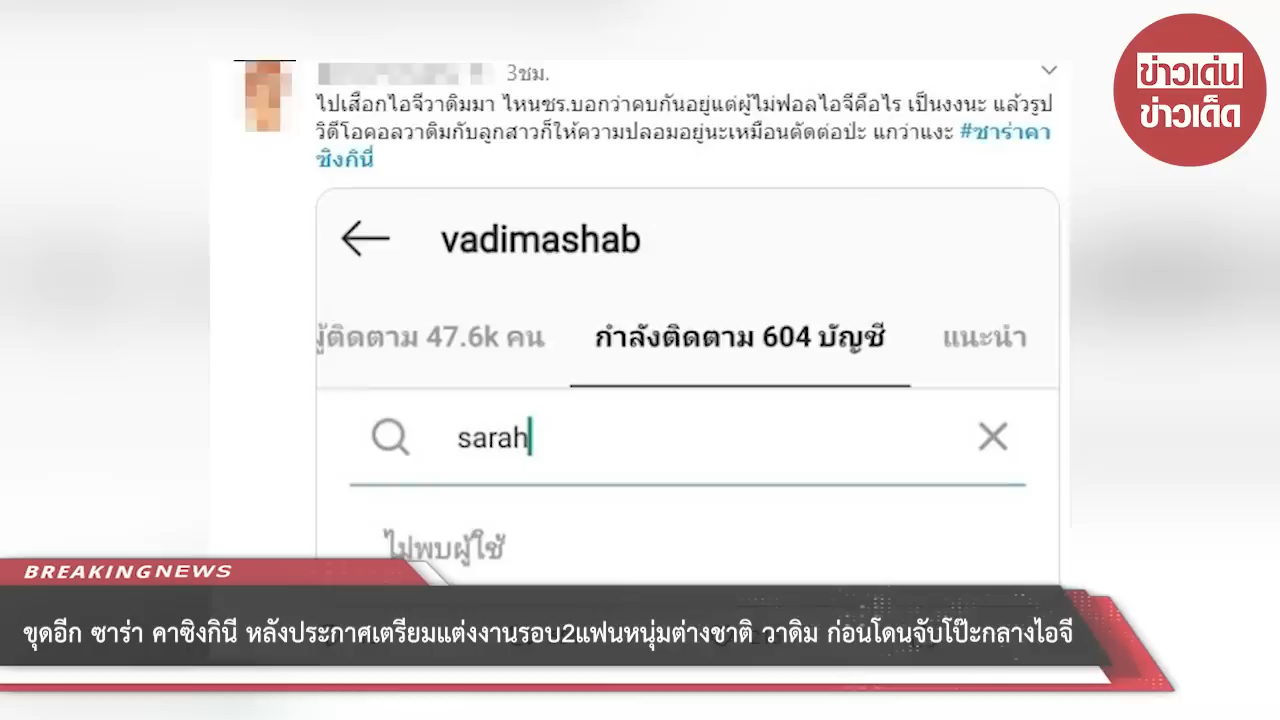 3ชม.
ไปเสือกไอจีวาดิมมา ไหนซร.บอกว่าคบกันอยู่แต่ผู้ไม่ฟอลไอจีคือไร เป็นงงนะ แล้วรูป
วิดีโอคอลวาดิมกับลูกสาวก็ให้ความปลอมอยู่นะเหมือนตัดต่อป่ะ แกว่าแงะ #ซาร่าคา
ซิงกินี่
ข่าวเด่น
ข่าวเด็ด
vadimashab
ผู้ติดตาม 47.6k คน กำลังติดตาม 604 บัญชี แนะนำ
sarah
ไม่พบผู้ใช้
BREAKINGNEWS
ขุดอีก ซาร่า คาซิงกินี หลังประกาศเตรียมแต่งงานรอบ2แฟนหนุ่มต่างชาติ วาดิม ก่อนโดนจับโป๊ะกลางไอจี